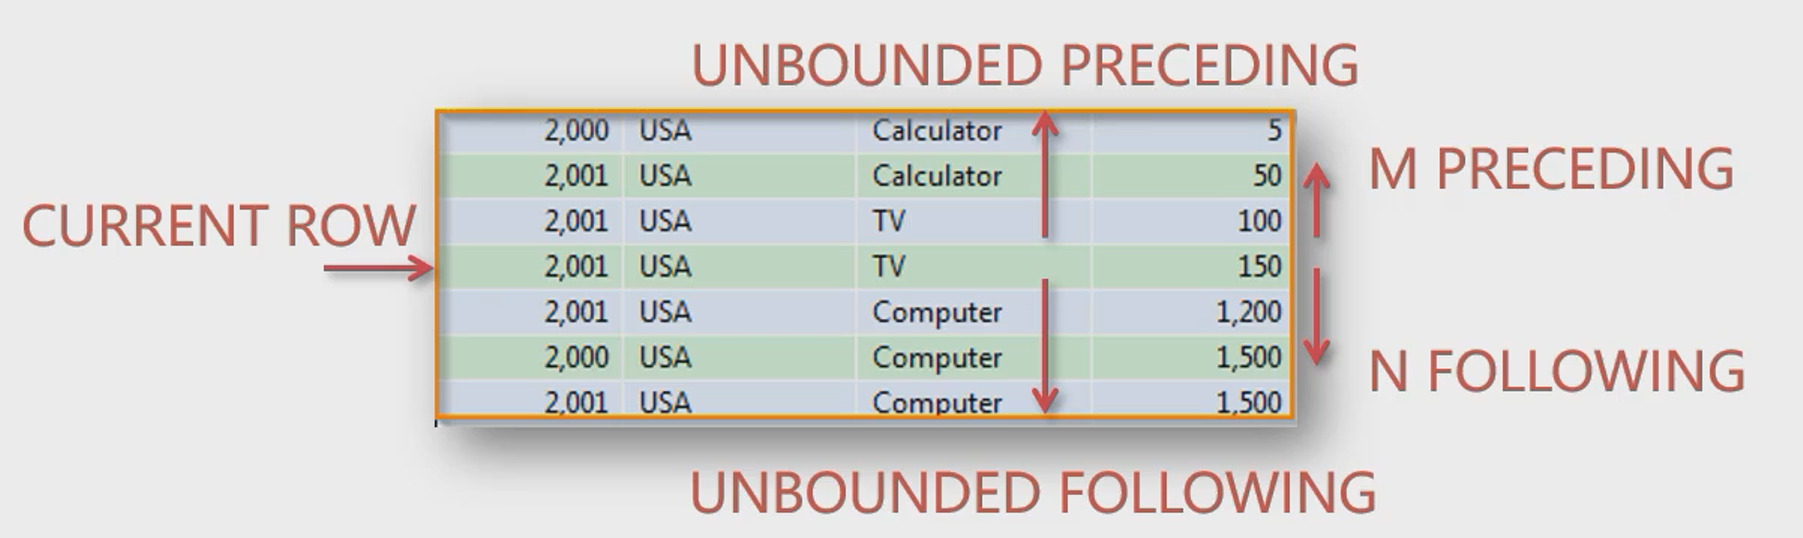 UNBOUNDED PRECEDING
2,000 USA Calculator 5
2,001 USA Calculator 50
M PRECEDING
2,001 USA TV 100
CURRENT ROW
2,001 USA TV 150
2,001 USA Computer 1,200
2,000 USA Computer 1,500
N FOLLOWING
2,001 USA Computer 1,500
UNBOUNDED FOLLOWING